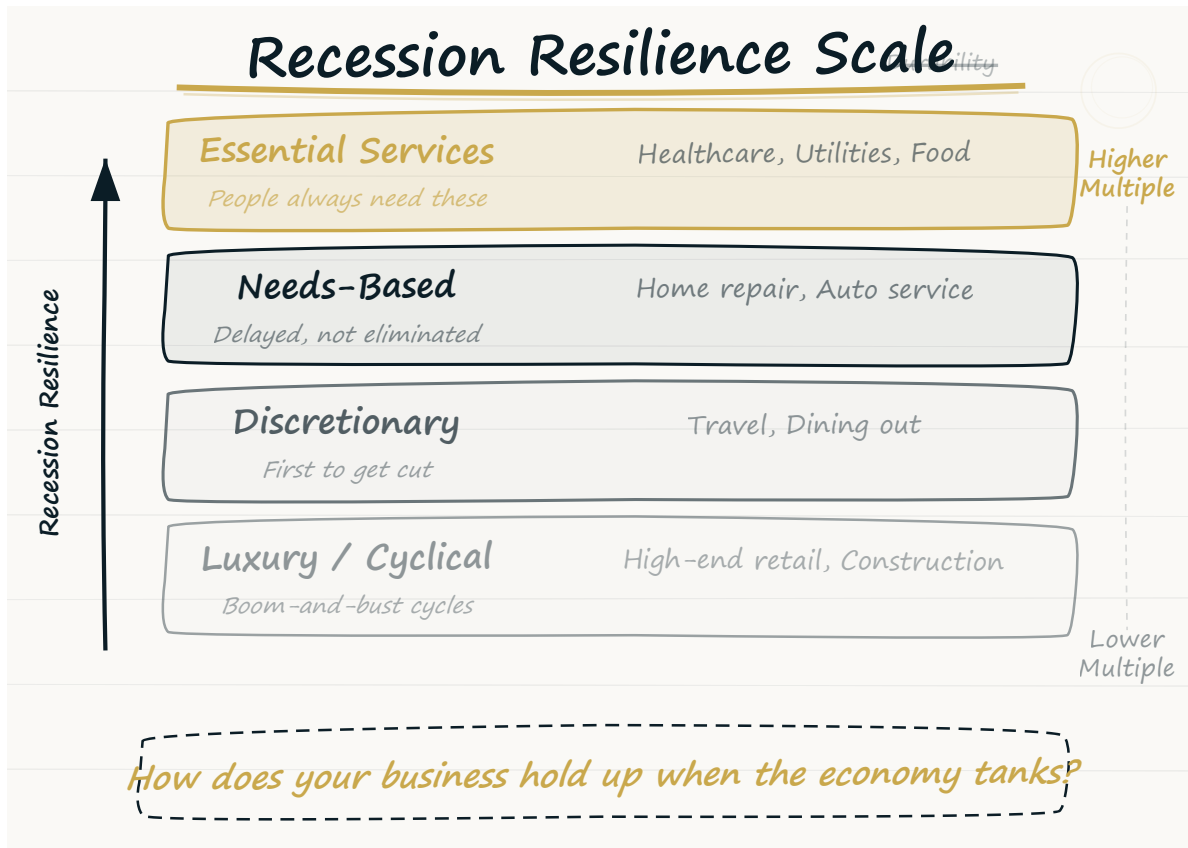 Recession Resilience Scale
Durability
Essential Services
Healthcare, Utilities, Food
People always need these
Higher
Multiple
Needs-Based
Home repair, Auto service
Delayed, not eliminated
Recession Resilience
Discretionary
Travel, Dining out
First to get cut
Luxury / Cyclical
High-end retail, Construction
Boom-and-bust cycles
Lower
Multiple
How does your business hold up when the economy tanks?